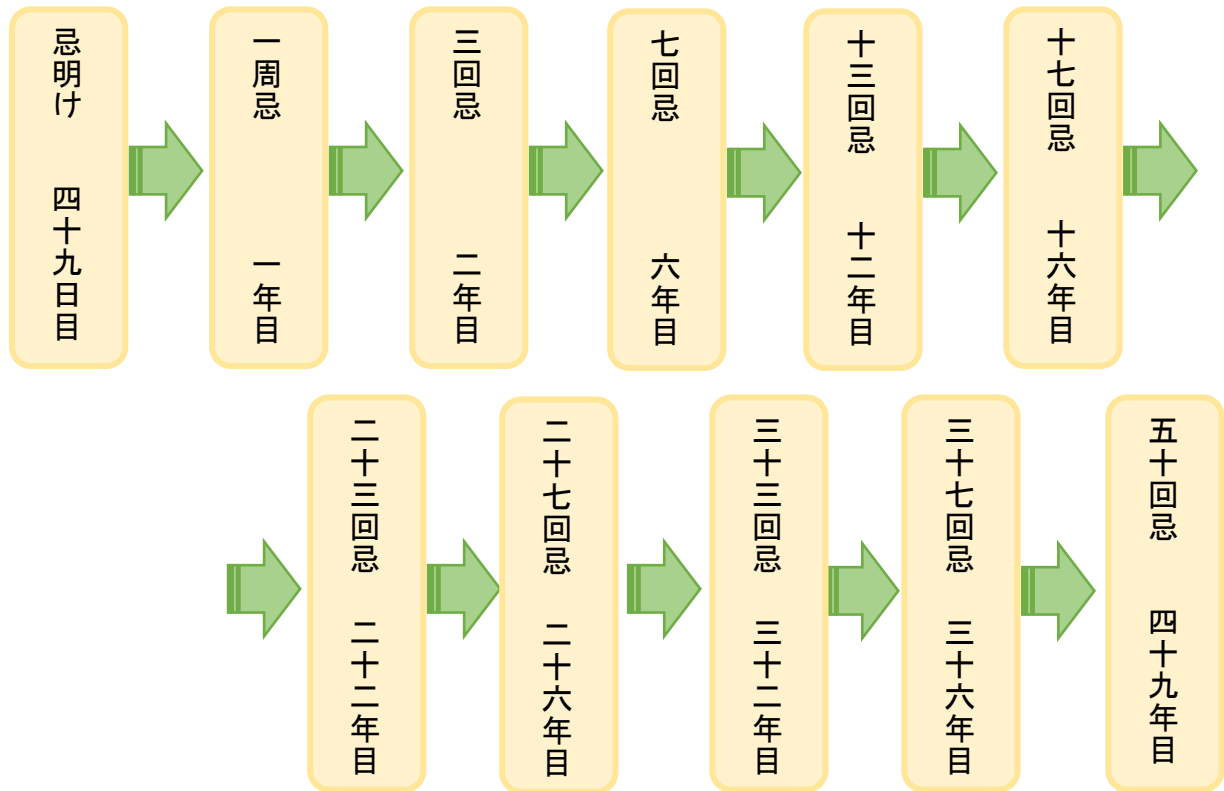 忌明け　四十九日目
一周忌　一年目
三回忌　二年目
七回忌　六年目
十三回忌　十二年目
十七回忌　十六年目
二十三回忌　二十二年目
二十七回忌　二十六年目
三十三回忌　三十二年目
三十七回忌　三十六年目
五十回忌　四十九年目